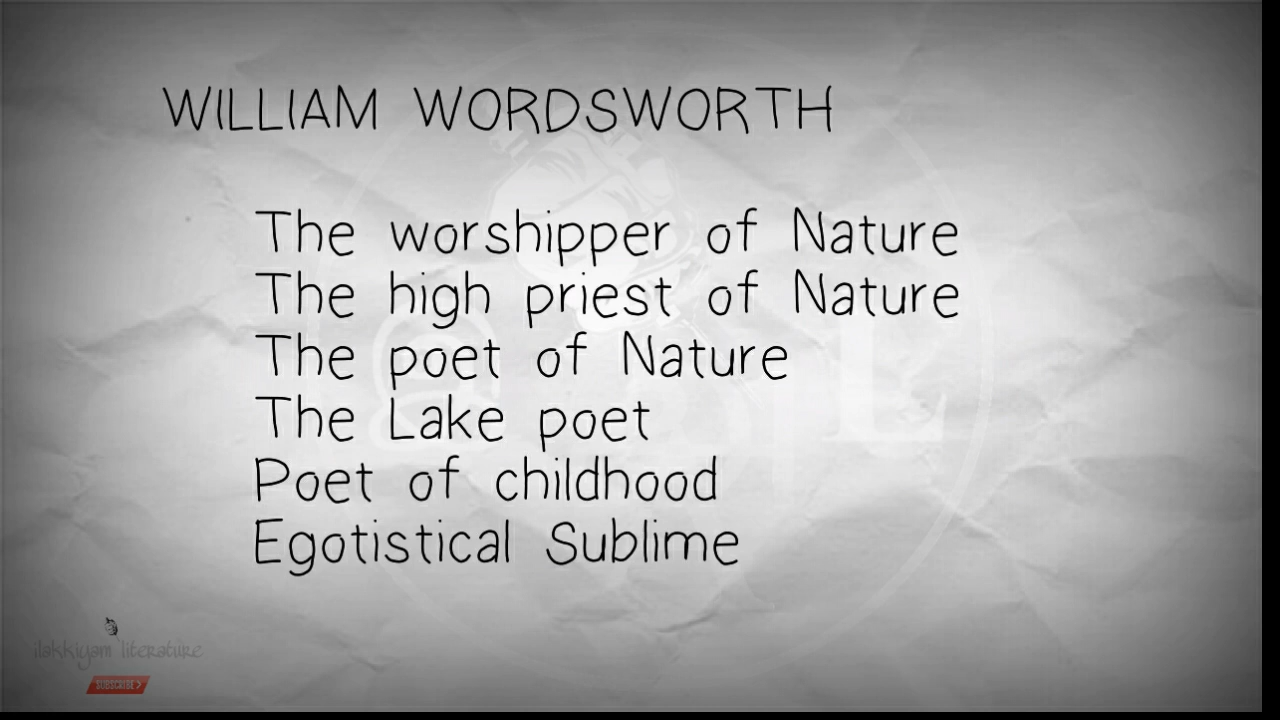 WILLIAM WORDSWORTH
The worshipper of Nature
The high priest of Nature
The poet of Nature
The Lake poet
Poet of childhood
Egotistical Sublime
ilakkiyam literature
SUBSCRIBE >